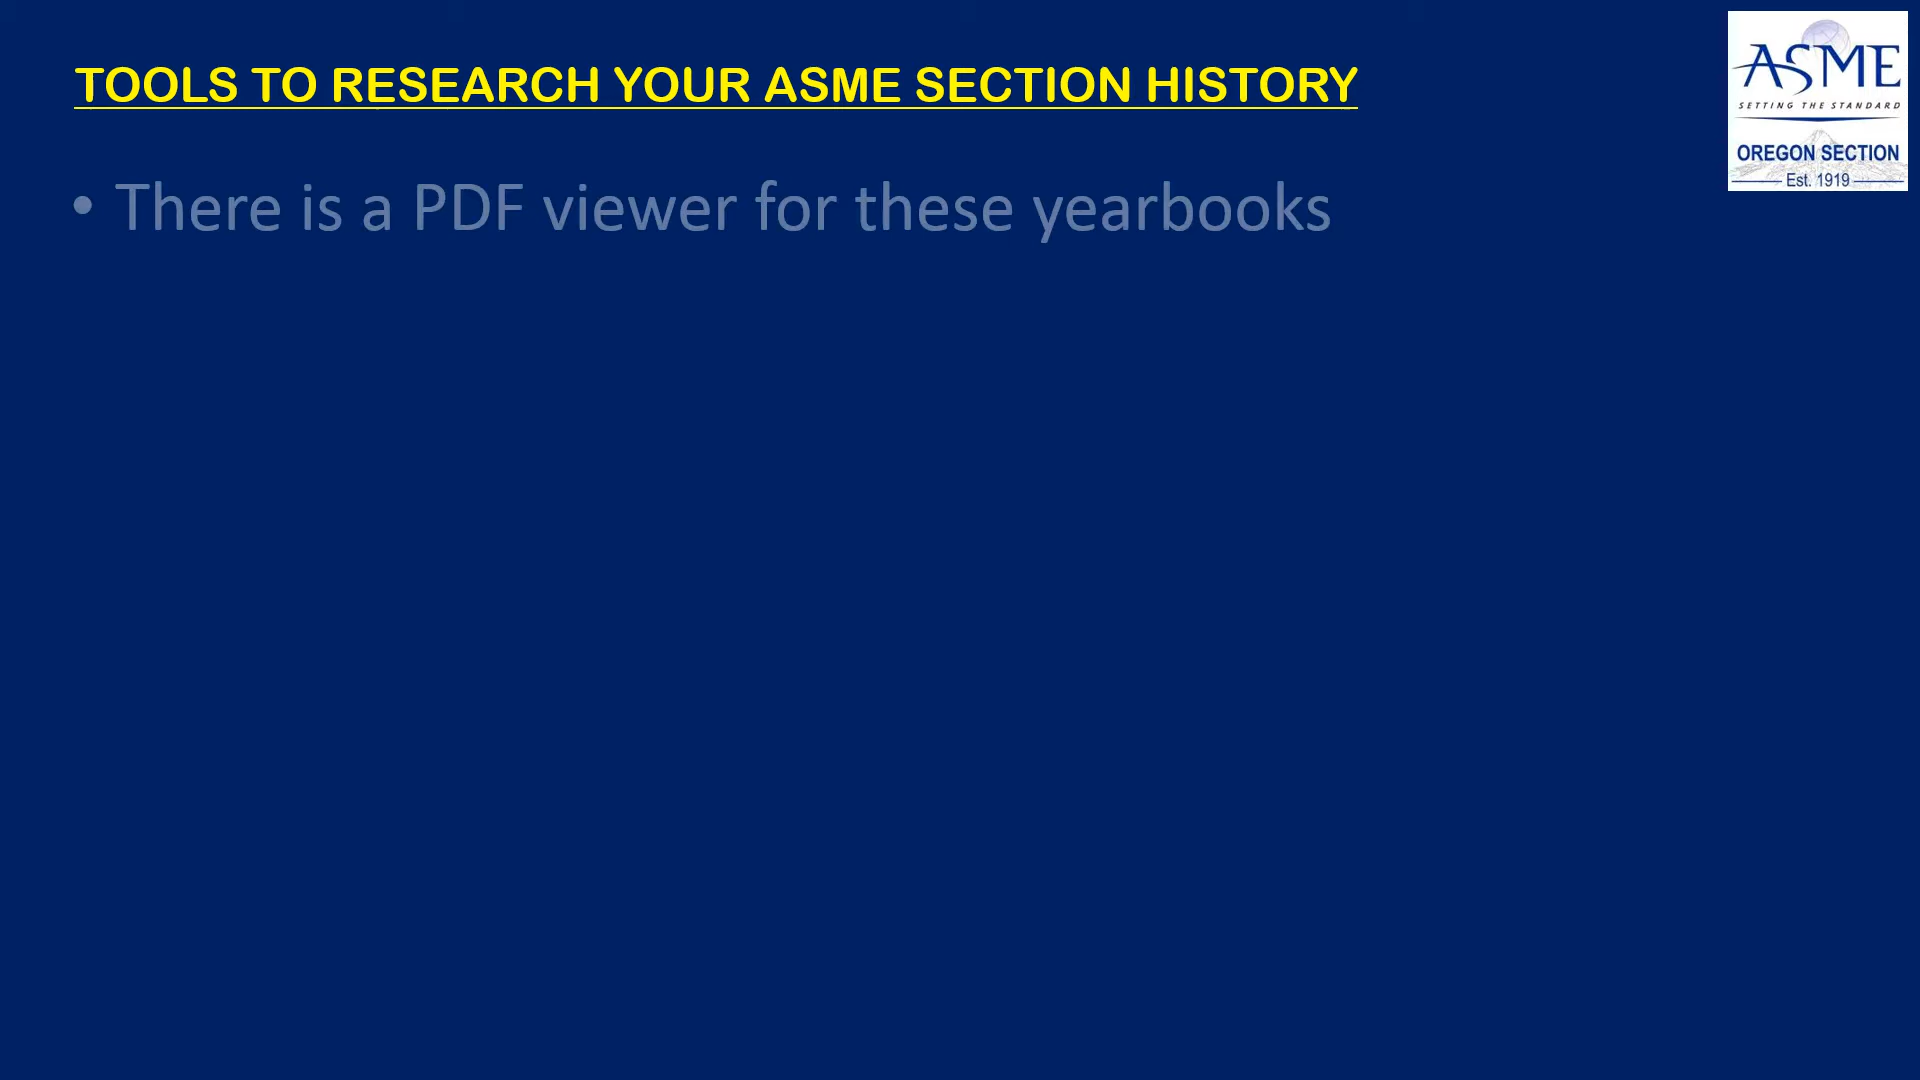 TOOLS TO RESEARCH YOUR ASME SECTION HISTORY
• There is a PDF viewer for these yearbooks
ASME
SETTING THE STANDARD
OREGON SECTION
Est. 1919